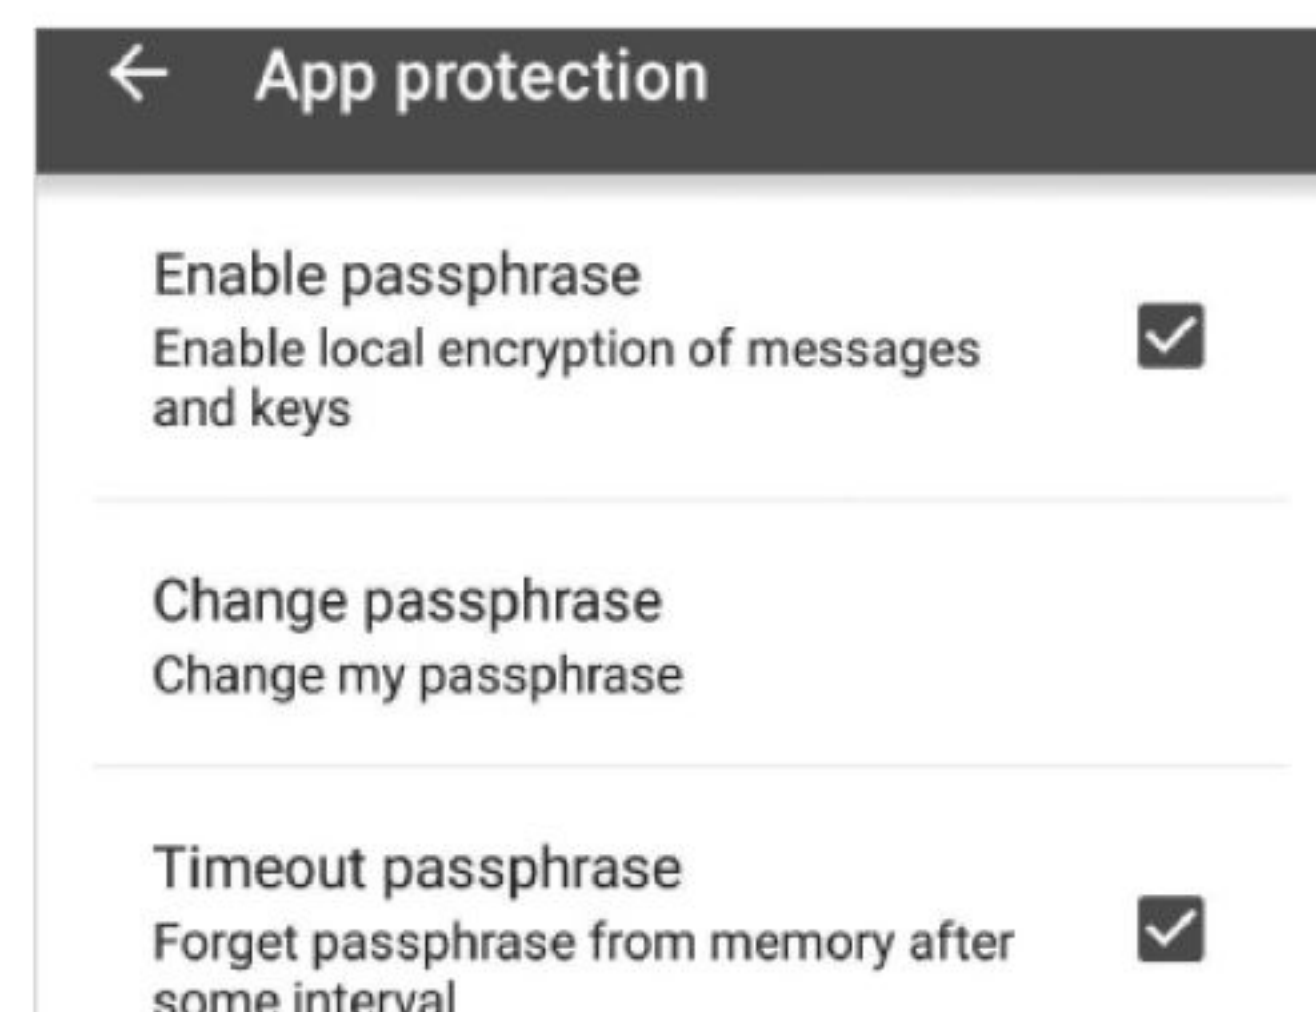 App protection
Enable passphrase
Enable local encryption of messages
and keys
Change passphrase
Change my passphrase
Timeout passphrase
Forget passphrase from memory after
some interval